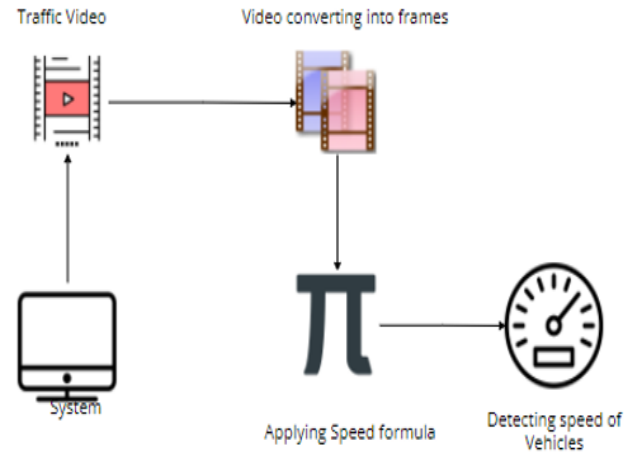 Traffic Video
Video converting into frames
System
Applying Speed formula
Detecting speed of
Vehicles